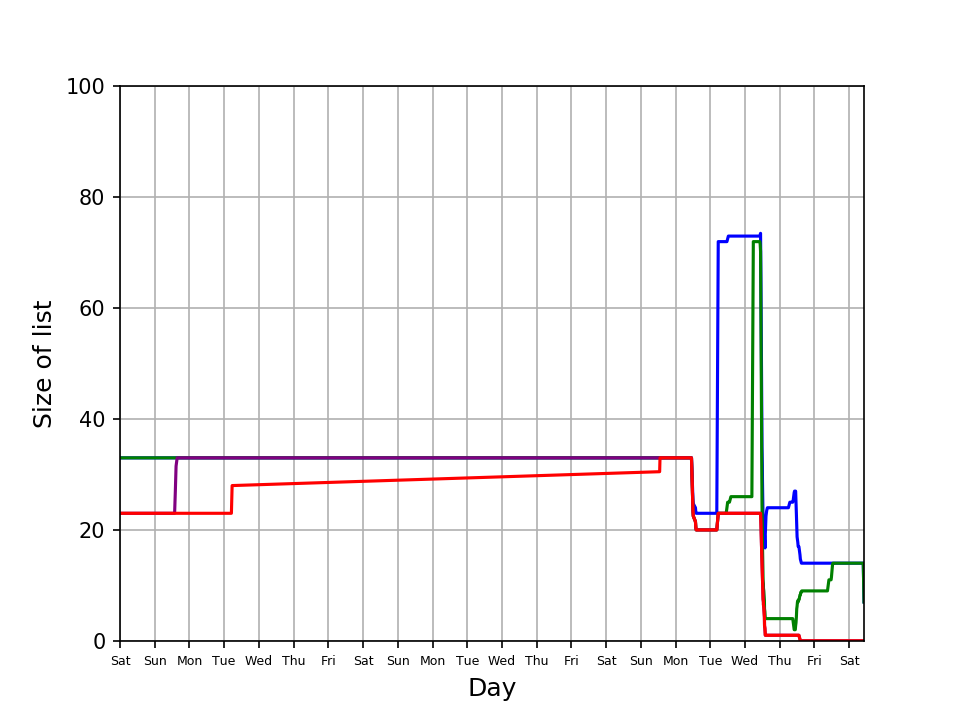 100
80
60
40
20
0
Size of list
Sat Sun Mon Tue Wed Thu Fri Sat Sun Mon Tue Wed Thu Fri Sat Sun Mon Tue Wed Thu Fri Sat
Day